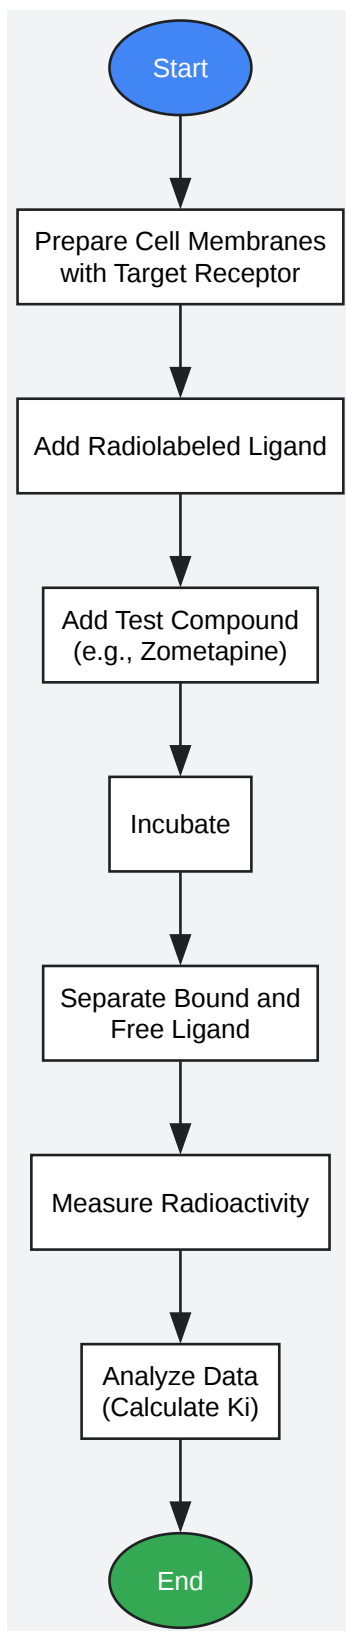 Start
Prepare Cell Membranes
with Target Receptor
Add Radiolabeled Ligand
Add Test Compound
(e.g., Zometapine)
Incubate
Separate Bound and
Free Ligand
Measure Radioactivity
Analyze Data
(Calculate Ki)
End